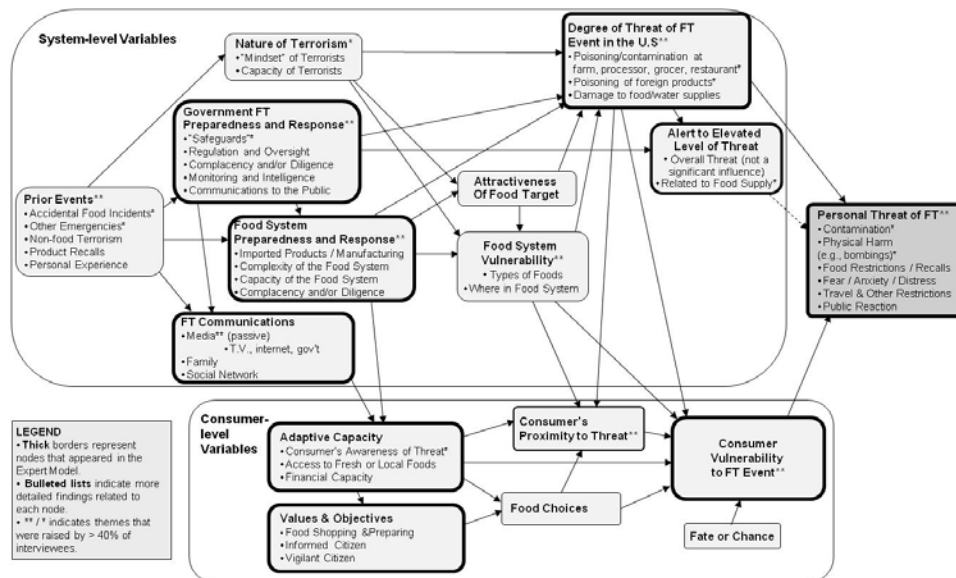 System-level Variables
Nature of Terrorism*
•"Mindset" of Terrorists
•Capacity of Terrorists
Degree of Threat of FT
Event in the U.S**
•Poisoning/contamination at
farm, processor, grocer, restaurant*
•Poisoning of foreign products*
•Damage to food/water supplies
Government FT
Preparedness and Response**
•"Safeguards"*
•Regulation and Oversight
•Complacency and/or Diligence
•Monitoring and Intelligence
•Communications to the Public
Alert to Elevated
Level of Threat
•Overall Threat (not a
significant influence)
•Related to Food Supply*
Prior Events**
•Accidental Food Incidents*
•Other Emergencies*
•Non-food Terrorism
•Product Recalls
•Personal Experience
Attractiveness
Of Food Target
Food System
Preparedness and Response**
•Imported Products / Manufacturing
•Complexity of the Food System
•Capacity of the Food System
•Complacency and/or Diligence
Food System
Vulnerability**
•Types of Foods
•Where in Food System
Personal Threat of FT**
•Contamination*
•Physical Harm
(e.g., bombings)*
•Food Restrictions / Recalls
•Fear / Anxiety / Distress
•Travel & Other Restrictions
•Public Reaction
FT Communications
•Media** (passive)
•T.V., internet, gov't
•Family
•Social Network
LEGEND
•Thick borders represent
nodes that appeared in the
Expert Model.
•Bulleted lists indicate more
detailed findings related to
each node.
•** / * indicates themes that
were raised by > 40% of
interviewees.
Consumer-
level
Variables
Adaptive Capacity
•Consumer's Awareness of Threat*
•Access to Fresh or Local Foods
•Financial Capacity
Consumer's
Proximity to Threat**
Consumer
Vulnerability
to FT Event**
Values & Objectives
•Food Shopping &Preparing
•Informed Citizen
•Vigilant Citizen
Food Choices
Fate or Chance